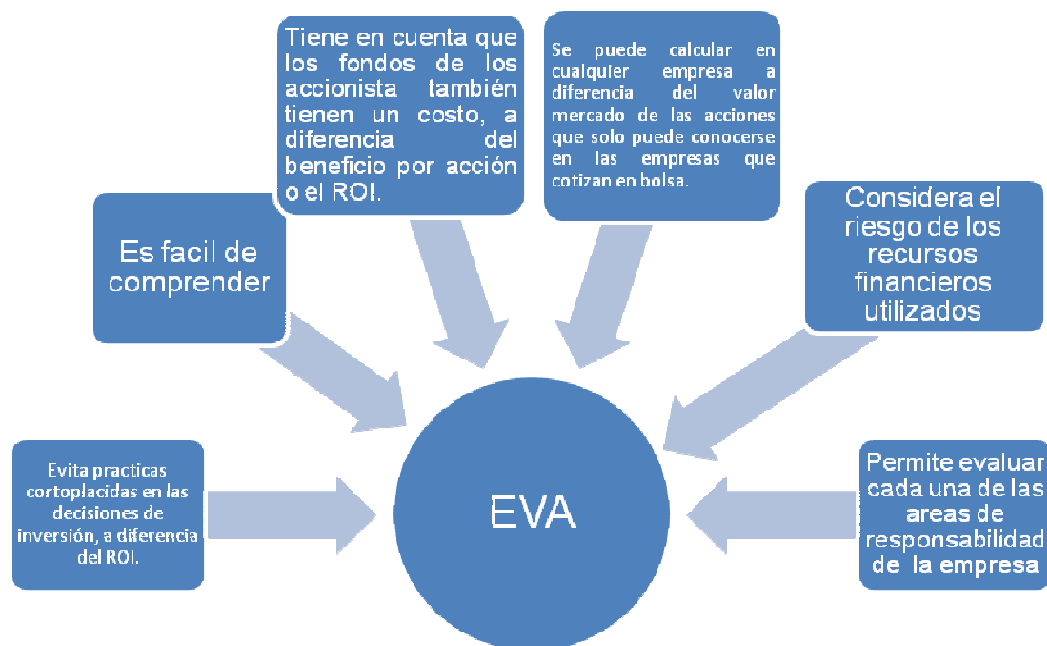 Evita practicas
cortoplacidas en las
decisiones de
inversión, a diferencia
del ROI.
Es facil de
comprender
Tiene en cuenta que
los fondos de los
accionista también
tienen un costo, a
diferencia del
beneficio por acción
o el ROI.
Se puede calcular en
cualquier empresa a
diferencia del valor
mercado de las acciones
que solo puede conocerse
en las empresas que
cotizan en bolsa.
Considera el
riesgo de los
recursos
financieros
utilizados
Permite evaluar
cada una de las
areas de
responsabilidad
de la empresa
EVA